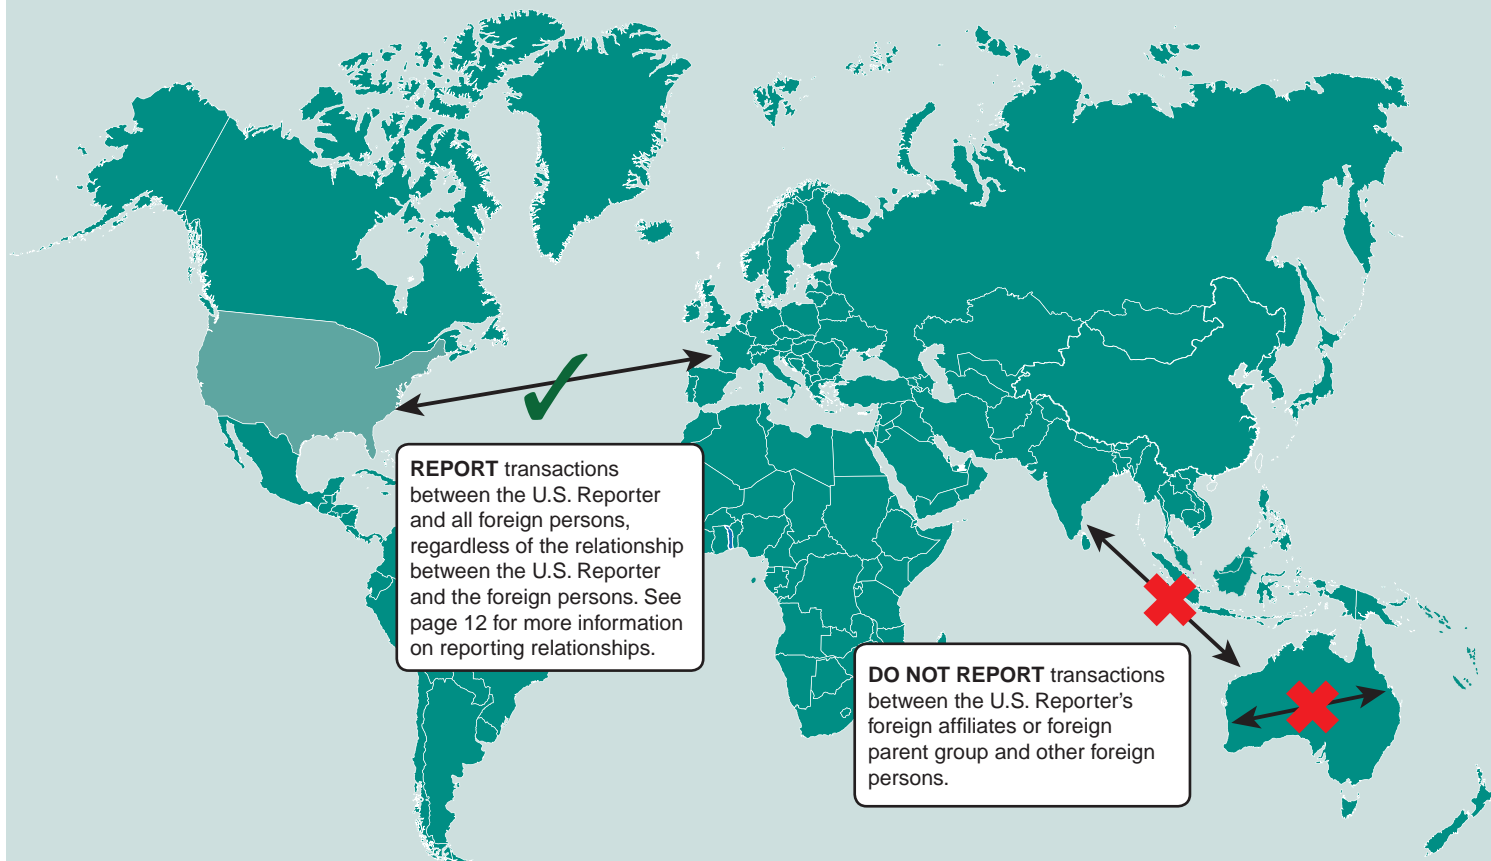 REPORT transactions
between the U.S. Reporter
and all foreign persons,
regardless of the relationship
between the U.S. Reporter
and the foreign persons. See
page 12 for more information
on reporting relationships.
DO NOT REPORT transactions
between the U.S. Reporter’s
foreign affiliates or foreign
parent group and other foreign
persons.